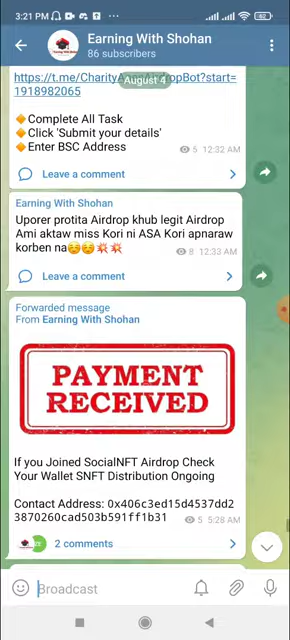 3:21 PM
62
Earning With Shohan
86 subscribers
https://t.me/Charity
ropBot?start=
1918982065
August 4
Complete All Task
Click 'Submit your details'
Enter BSC Address
5 12:32 AM
Leave a comment
Earning With Shohan
Uporer protita Airdrop khub legit Airdrop
Ami aktaw miss Kori ni ASA Kori apnaraw
korben na😌😌💥💥
8 12:33 AM
Leave a comment
Forwarded message
From Earning With Shohan
PAYMENT
RECEIVED
If you Joined SocialNFT Airdrop Check
Your Wallet SNFT Distribution Ongoing
Contact Address: 0x406c3ed15d4537dd2
3870260cad503b591ff1b31
5 5:28 AM
2 comments
Broadcast